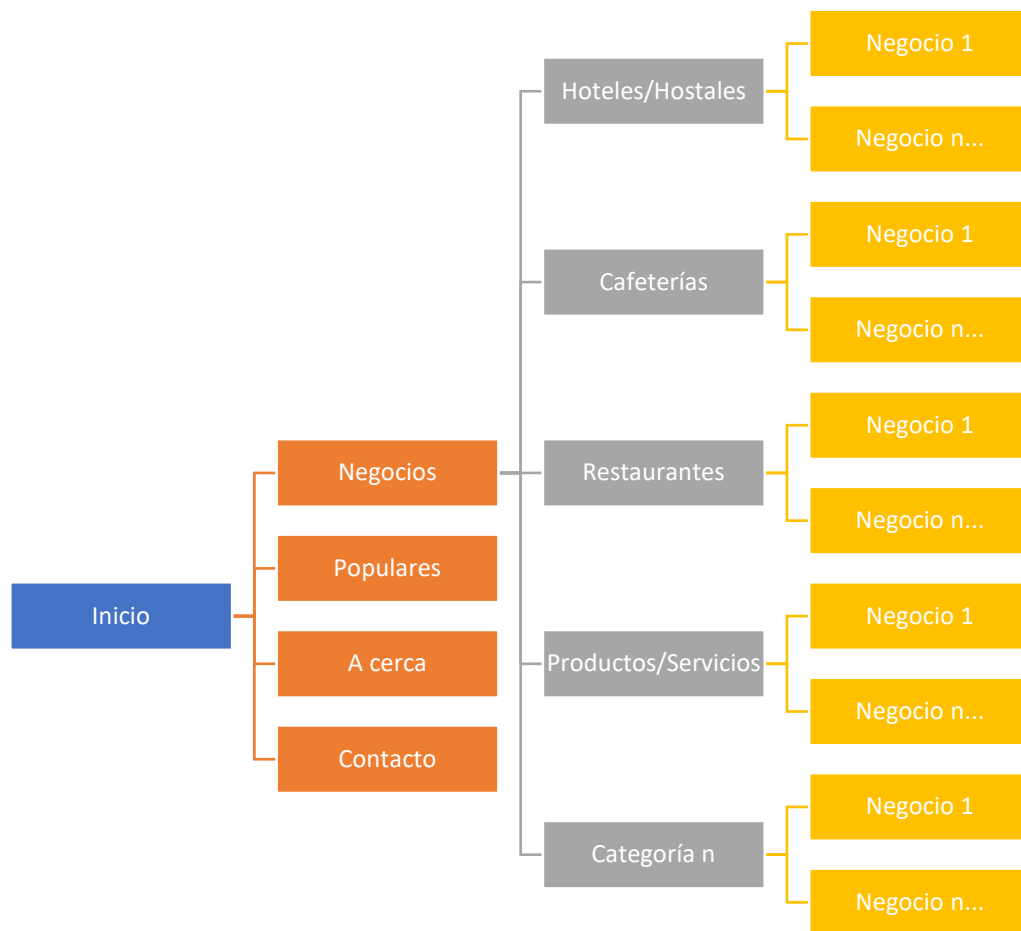 Inicio
Negocios
Populares
A cerca
Contacto
Hoteles/Hostales
Negocio 1
Negocio n...
Cafeterías
Negocio 1
Negocio n...
Restaurantes
Negocio 1
Negocio n...
Productos/Servicios
Negocio 1
Negocio n...
Categoría n
Negocio 1
Negocio n...